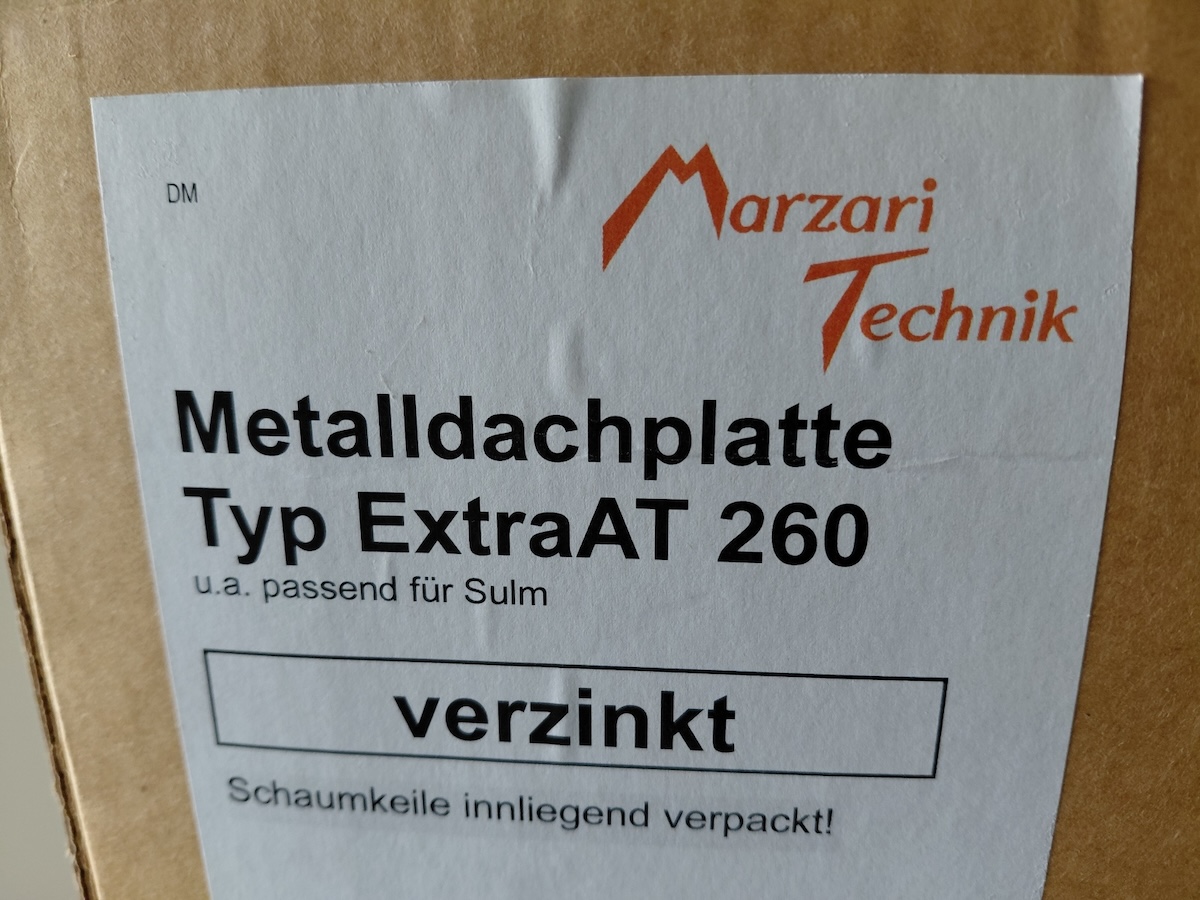 DM
Marzari
Technik
Metalldachplatte
Typ ExtraAT 260
u.a. passend für Sulm
verzinkt
Schaumkeile innliegend verpackt!